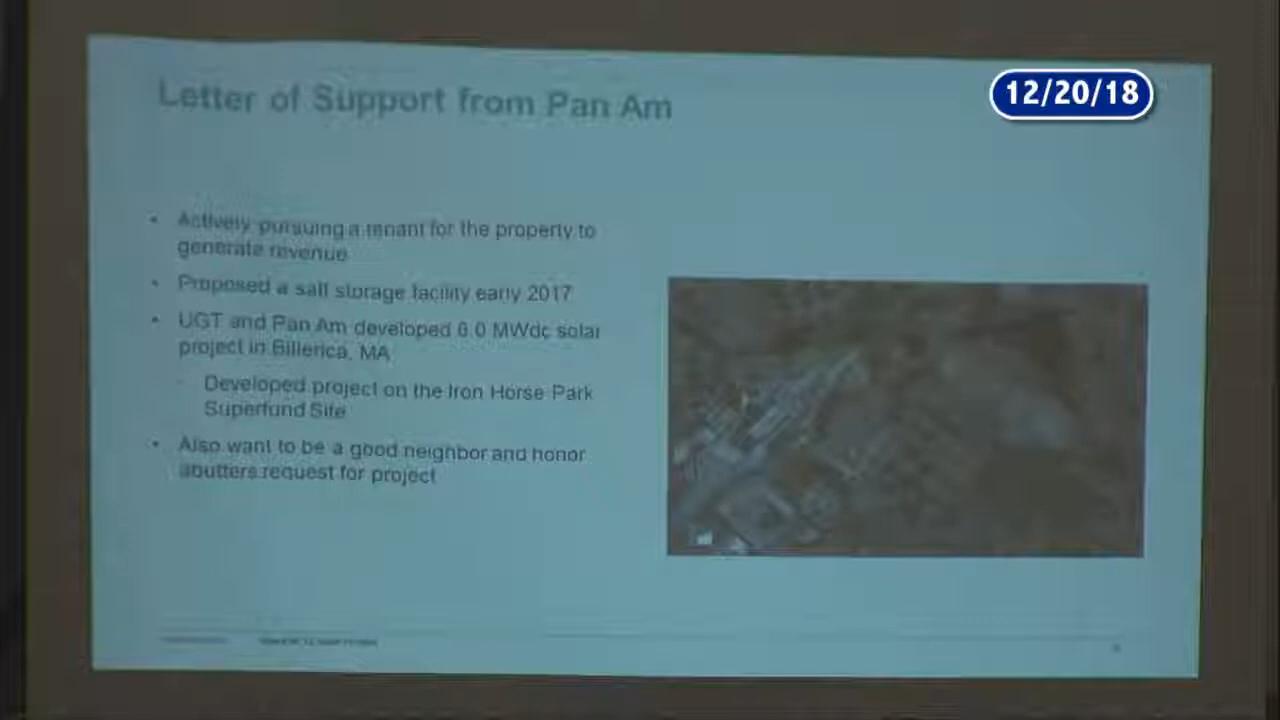 Letter of Support from Pan Am
12/20/18
• Actively pursuing a tenant for the property to
generate revenue
• Proposed a salt storage facility early 2017
• UGT and Pan Am developed 6.0 MWdc solar
project in Billerica, MA
Developed project on the Iron Horse Park
Superfund Site
• Also want to be a good neighbor and honor
abutters request for project